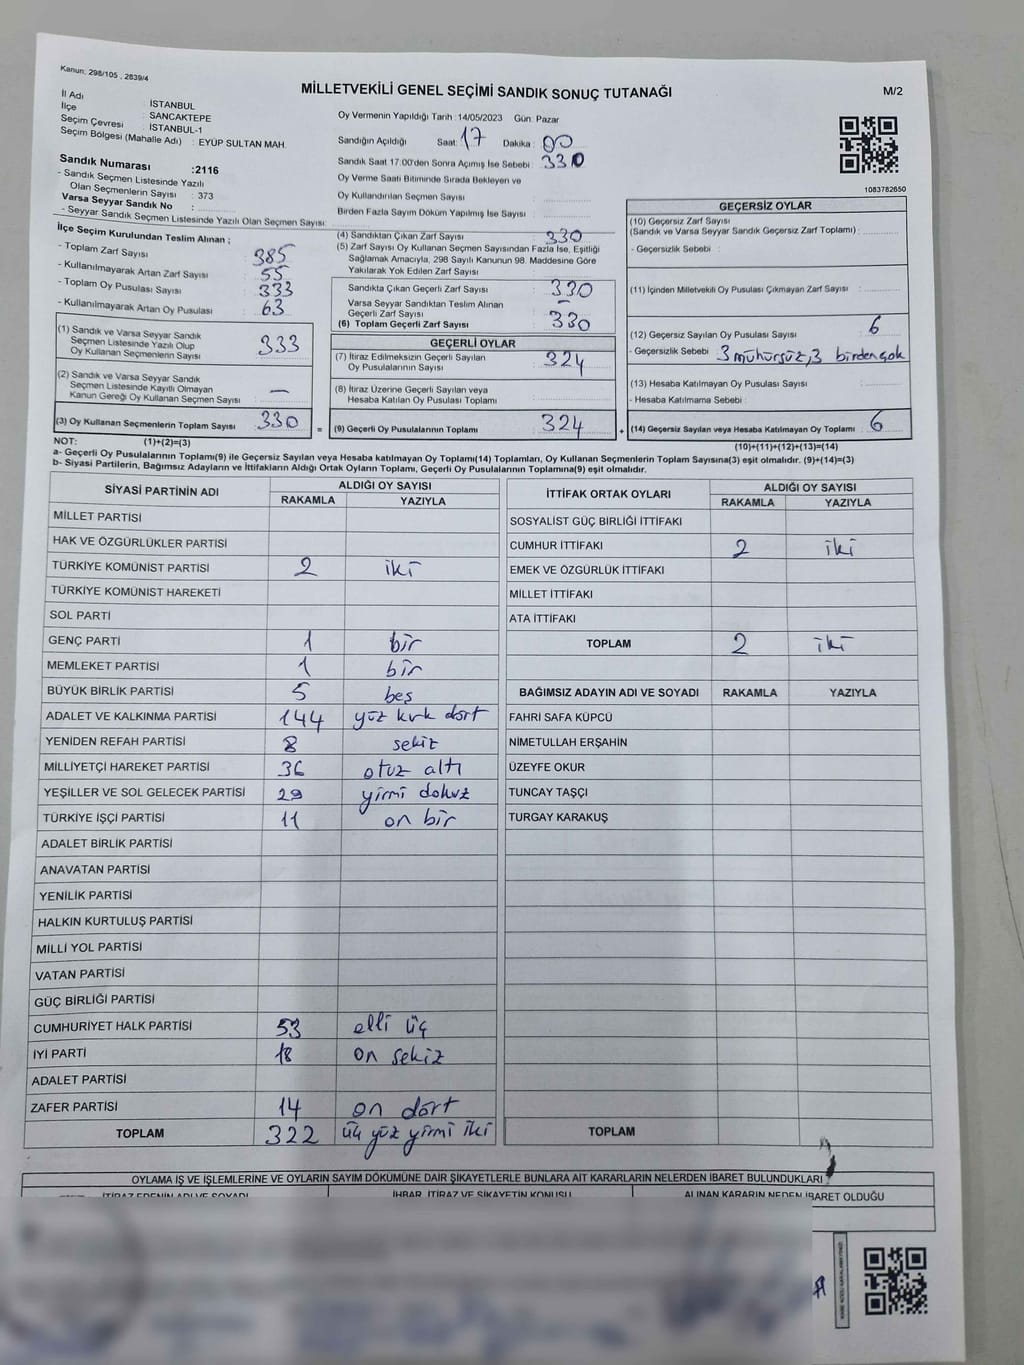 Kanun: 298/105 , 2839/4
MİLLETVEKİLİ GENEL SEÇİMİ SANDIK SONUÇ TUTANAĞI
M/2
İl Adı İSTANBUL
İlçe SANCAKTEPE
Seçim Çevresi : İSTANBUL-1
Seçim Bölgesi (Mahalle Adı) : EYÜP SULTAN MAH.
Sandık Numarası :2116
- Sandık Seçmen Listesinde Yazılı
Olan Seçmenlerin Sayısı : 373
Varsa Seyyar Sandık No :
- Seyyar Sandık Seçmen Listesinde Yazılı Olan Seçmen Sayısı:
Oy Vermenin Yapıldığı Tarih :14/05/2023 Gün: Pazar
Sandığın Açıldığı Saat: 17 Dakika: 00
Sandık Saat 17:00'den Sonra Açımış İse Sebebi: 330
Oy Verme Saati Bitiminde Sırada Bekleyen ve
Oy Kullandırılan Seçmen Sayısı :
Birden Fazla Sayım Döküm Yapılmış İse Sayısı :
1083782650
İlçe Seçim Kurulundan Teslim Alınan ;
- Toplam Zarf Sayısı : 385
- Kullanılmayarak Artan Zarf Sayısı : 55
- Toplam Oy Pusulası Sayısı : 333
- Kullanılmayarak Artan Oy Pusulası : 63
(1) Sandık ve Varsa Seyyar Sandık
Seçmen Listesinde Yazılı Olup
Oy Kullanan Seçmenlerin Sayısı : 333
(2) Sandık ve Varsa Seyyar Sandık
Seçmen Listesinde Kayıtlı Olmayan
Kanun Gereği Oy Kullanan Seçmen Sayısı : —
(3) Oy Kullanan Seçmenlerin Toplam Sayısı : 330
(4) Sandıktan Çıkan Zarf Sayısı : 330
(5) Zarf Sayısı Oy Kullanan Seçmen Sayısından Fazla İse, Eşitliği
Sağlamak Amacıyla, 298 Sayılı Kanunun 98. Maddesine Göre
Yakılarak Yok Edilen Zarf Sayısı :
Sandıkta Çıkan Geçerli Zarf Sayısı : 330
Varsa Seyyar Sandıktan Teslim Alınan
Geçerli Zarf Sayısı : —
(6) Toplam Geçerli Zarf Sayısı : 330
GEÇERLİ OYLAR
(7) İtiraz Edilmeksizin Geçerli Sayılan
Oy Pusulalarının Sayısı : 324
(8) İtiraz Üzerine Geçerli Sayılan veya
Hesaba Katılan Oy Pusulası Toplamı :
= (9) Geçerli Oy Pusulalarının Toplamı : 324 +
GEÇERSİZ OYLAR
(10) Geçersiz Zarf Sayısı
(Sandık ve Varsa Seyyar Sandık Geçersiz Zarf Toplamı) :
- Geçersizlik Sebebi :
(11) İçinden Milletvekili Oy Pusulası Çıkmayan Zarf Sayısı :
(12) Geçersiz Sayılan Oy Pusulası Sayısı : 6
- Geçersizlik Sebebi : 3 mühürsüz, 3 birden çok
(13) Hesaba Katılmayan Oy Pusulası Sayısı :
- Hesaba Katılmama Sebebi :
(14) Geçersiz Sayılan veya Hesaba Katılmayan Oy Toplamı : 6
NOT: (1)+(2)=(3) (10)+(11)+(12)+(13)=(14)
a- Geçerli Oy Pusulalarının Toplamı(9) ile Geçersiz Sayılan veya Hesaba katılmayan Oy Toplamı(14) Toplamları, Oy Kullanan Seçmenlerin Toplam Sayısına(3) eşit olmalıdır. (9)+(14)=(3)
b- Siyasi Partilerin, Bağımsız Adayların ve İttifakların Aldığı Ortak Oyların Toplamı, Geçerli Oy Pusulalarının Toplamına(9) eşit olmalıdır.
SİYASİ PARTİNİN ADI ALDIĞI OY SAYISI
RAKAMLA YAZIYLA
MİLLET PARTİSİ
HAK VE ÖZGÜRLÜKLER PARTİSİ
TÜRKİYE KOMÜNİST PARTİSİ 2 iki
TÜRKİYE KOMÜNİST HAREKETİ
SOL PARTİ
GENÇ PARTİ 1 bir
MEMLEKET PARTİSİ 1 bir
BÜYÜK BİRLİK PARTİSİ 5 beş
ADALET VE KALKINMA PARTİSİ 144 yüz kırk dört
YENİDEN REFAH PARTİSİ 8 sekiz
MİLLİYETÇİ HAREKET PARTİSİ 36 otuz altı
YEŞİLLER VE SOL GELECEK PARTİSİ 29 yirmi dokuz
TÜRKİYE İŞÇİ PARTİSİ 11 on bir
ADALET BİRLİK PARTİSİ
ANAVATAN PARTİSİ
YENİLİK PARTİSİ
HALKIN KURTULUŞ PARTİSİ
MİLLİ YOL PARTİSİ
VATAN PARTİSİ
GÜÇ BİRLİĞİ PARTİSİ
CUMHURİYET HALK PARTİSİ 53 elli üç
İYİ PARTİ 18 on sekiz
ADALET PARTİSİ
ZAFER PARTİSİ 14 on dört
TOPLAM 322 üç yüz yirmi iki
İTTİFAK ORTAK OYLARI ALDIĞI OY SAYISI
RAKAMLA YAZIYLA
SOSYALİST GÜÇ BİRLİĞİ İTTİFAKI
CUMHUR İTTİFAKI 2 iki
EMEK VE ÖZGÜRLÜK İTTİFAKI
MİLLET İTTİFAKI
ATA İTTİFAKI
TOPLAM 2 iki
BAĞIMSIZ ADAYIN ADI VE SOYADI RAKAMLA YAZIYLA
FAHRİ SAFA KÜPCÜ
NİMETULLAH ERŞAHİN
ÜZEYFE OKUR
TUNCAY TAŞÇI
TURGAY KARAKUŞ
TOPLAM
OYLAMA İŞ VE İŞLEMLERİNE VE OYLARIN SAYIM DÖKÜMÜNE DAİR ŞİKAYETLERLE BUNLARA AİT KARARLARIN NELERDEN İBARET BULUNDUKLARI
İTİRAZ EDENİN ADI VE SOYADI İHBAR, İTİRAZ VE ŞİKAYETİN KONUSU ALINAN KARARIN NEDEN İBARET OLDUĞU